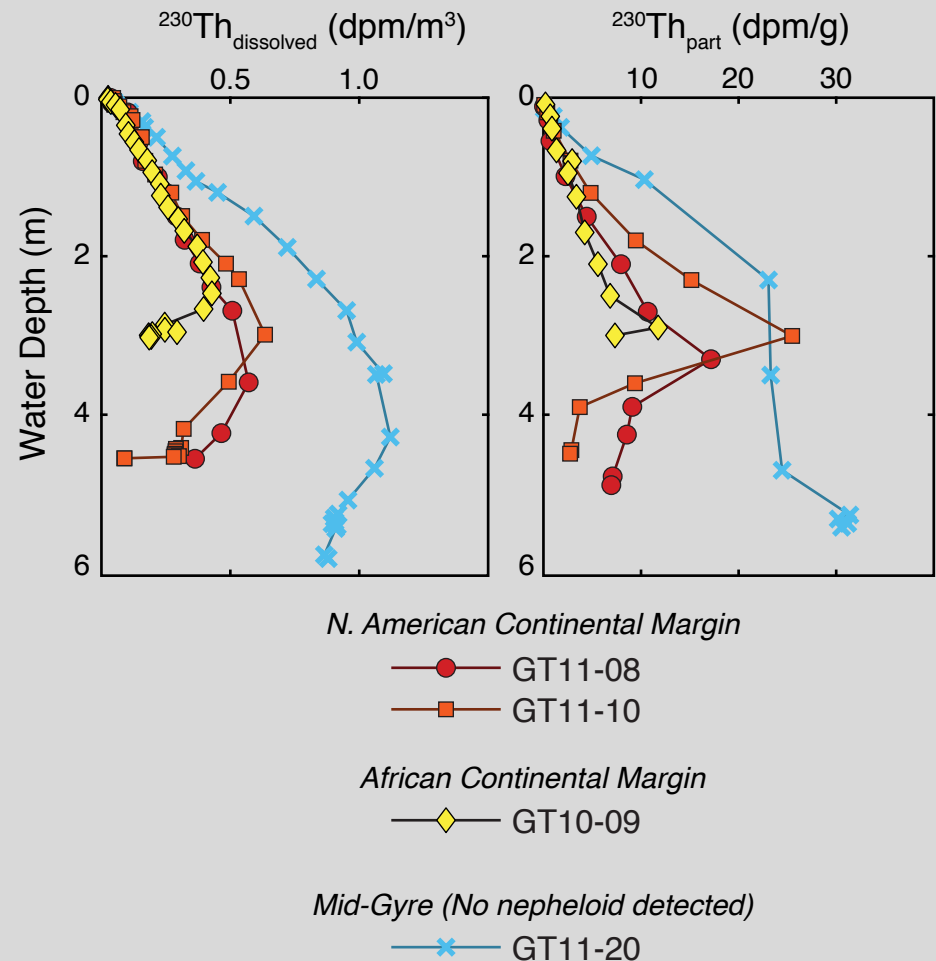 ²³⁰Th_dissolved (dpm/m³)
²³⁰Th_part (dpm/g)
0.5 1.0
10 20 30
0
2
4
6
Water Depth (m)
0
2
4
6
N. American Continental Margin
GT11-08
GT11-10
African Continental Margin
GT10-09
Mid-Gyre (No nepheloid detected)
GT11-20